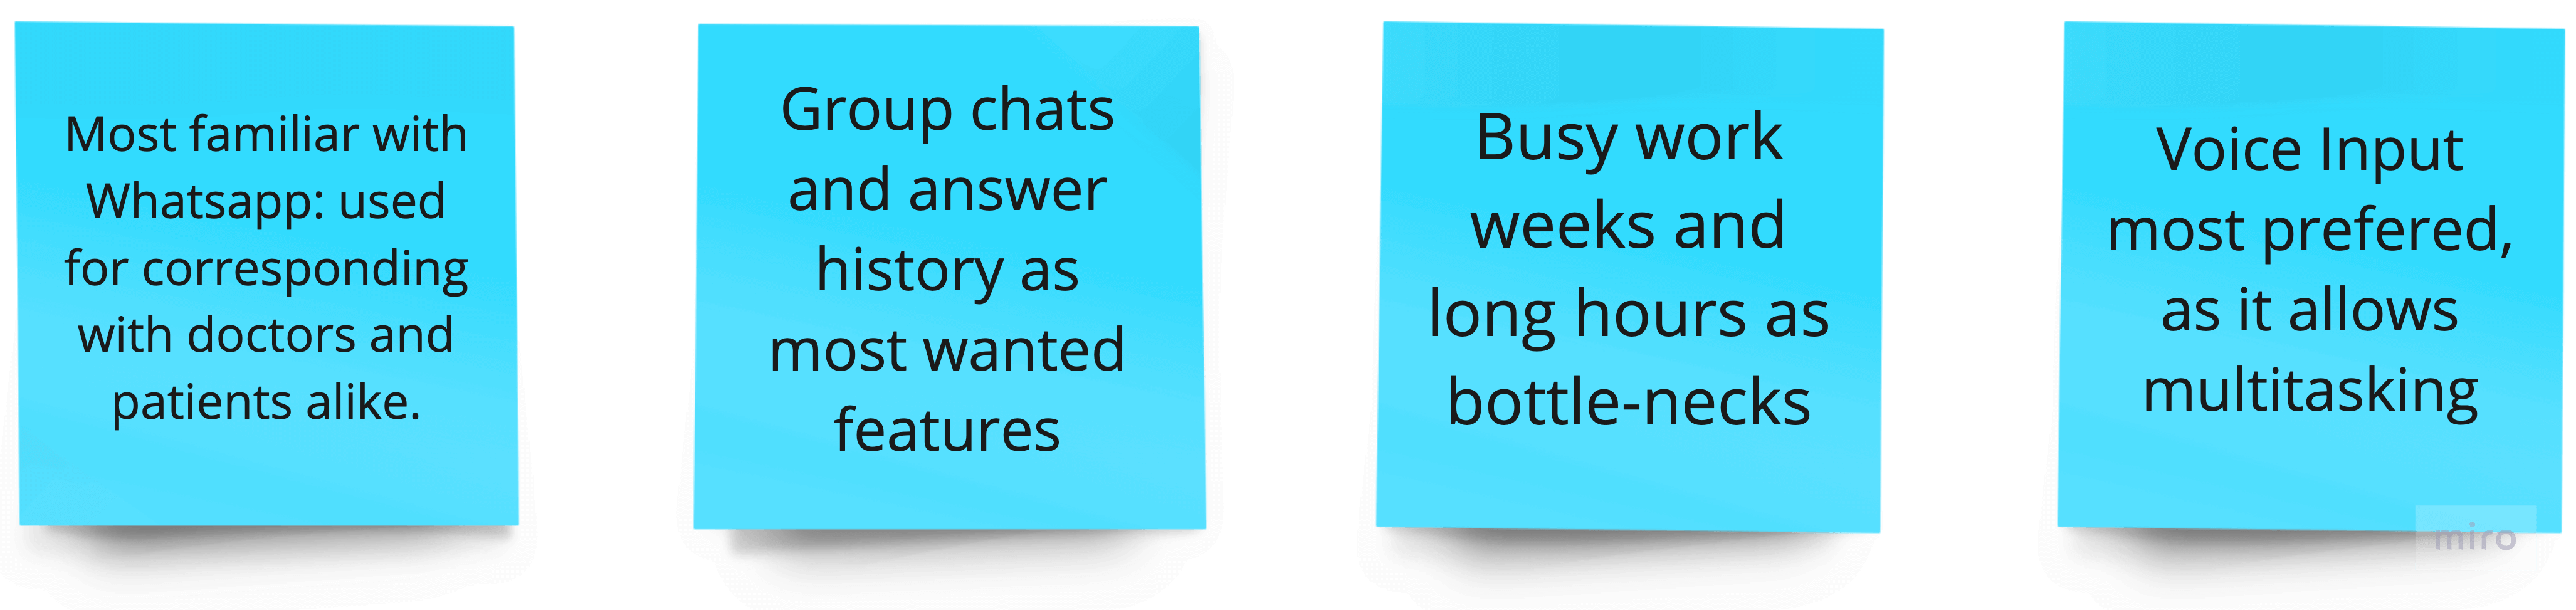 Most familiar with
Whatsapp: used
for corresponding
with doctors and
patients alike.
Group chats
and answer
history as
most wanted
features
Busy work
weeks and
long hours as
bottle-necks
Voice Input
most prefered,
as it allows
multitasking
miro